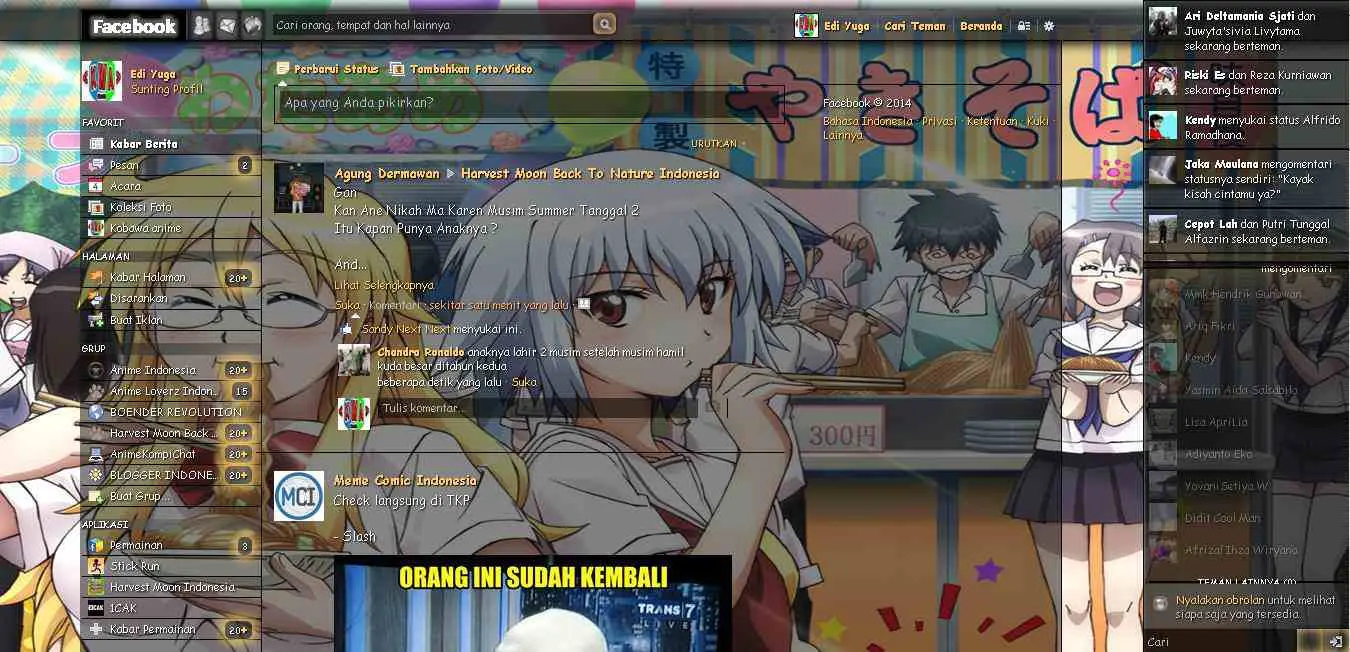 Facebook
Cari orang, tempat dan hal lainnya
Edi Yuga
Cari Teman
Beranda
Edi Yuga
Sunting Profil
FAVORIT
Kabar Berita
Pesan 2
Acara
Koleksi Foto
Kobawa anime
HALAMAN
Kabar Halaman 20+
Disarankan
Buat Iklan
GRUP
Anime Indonesia 20+
Anime Loverz Indon... 15
BOENDER REVOLUTION
Harvest Moon Back ... 20+
AnimeKompiChat 20+
BLOGGER INDONE... 20+
Buat Grup...
APLIKASI
Permainan 3
Stick Run
Harvest Moon Indonesia
1CAK
Kabar Permainan 20+
Perbarui Status
Tambahkan Foto/Video
Apa yang Anda pikirkan?
URUTKAN
Agung Dermawan
Harvest Moon Back To Nature Indonesia
Gan
Kan Ane Nikah Ma Karen Musim Summer Tanggal 2
Itu Kapan Punya Anaknya ?
And...
Lihat Selengkapnya
Suka · Komentari · sekitar satu menit yang lalu ·
Sandy Next Next menyukai ini.
Chandra Ronaldo anaknya lahir 2 musim setelah musim hamil
kuda besar ditahun kedua
beberapa detik yang lalu · Suka
Tulis komentar...
MCI
Meme Comic Indonesia
Check langsung di TKP
- Slash
ORANG INI SUDAH KEMBALI
TRANS 7
LIVE
Facebook © 2014
Bahasa Indonesia · Privasi · Ketentuan · Kuki ·
Lainnya
特製
やきそば
300円
Ari Deltamania Sjati dan
Juwyta'sivia Livytama
sekarang berteman.
Riski Es dan Reza Kurniawan
sekarang berteman.
Kendy menyukai status Alfrido
Ramadhana.
Jaka Maulana mengomentari
statusnya sendiri: "Kayak
kisah cintamu ya?"
Cepot Lah dan Putri Tunggal
Alfazrin sekarang berteman.
mengomentari
Mmk Hendrik Gunawan
Ariq Fikri
Kendy
Yasmin Aida Salsabila
Lisa ApriLia
Adiyanto Eko
Yovani Setiya W
Didit Cool Man
Afrizal Ihza Wiryana
TEMAN LAINNYA
Nyalakan obrolan untuk melihat
siapa saja yang tersedia.
Cari